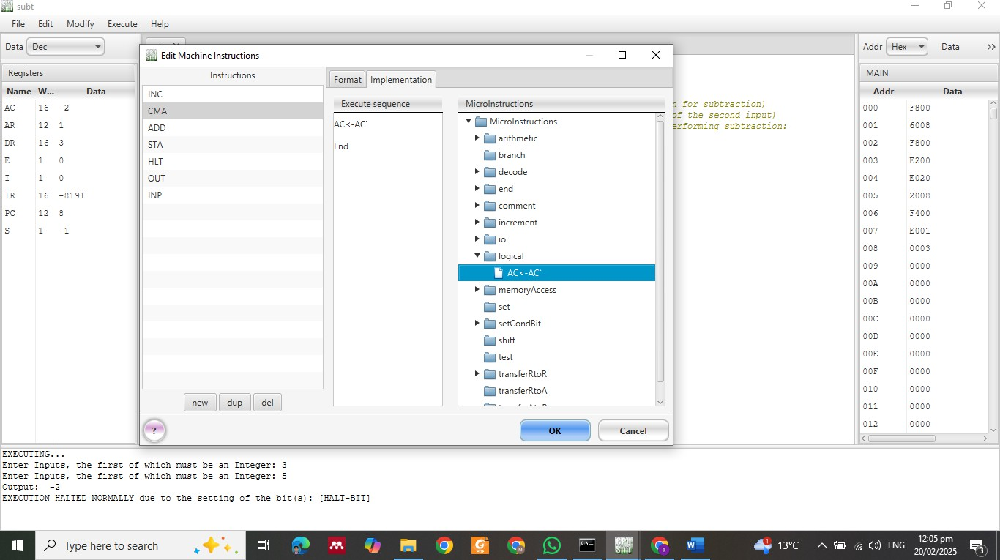 subt
File Edit Modify Execute Help
Data Dec
Registers
Name W... Data
AC 16 -2
AR 12 1
DR 16 3
E 1 0
I 1 0
IR 16 -8191
PC 12 8
S 1 -1
Edit Machine Instructions
Instructions
INC
CMA
ADD
STA
HLT
OUT
INP
new dup del
Format Implementation
Execute sequence
AC<-AC`
End
MicroInstructions
MicroInstructions
arithmetic
branch
decode
end
comment
increment
io
logical
AC<-AC`
memoryAccess
set
setCondBit
shift
test
transferRtoR
transferRtoA
? OK Cancel
n for subtraction)
of the second input)
erforming subtraction:
Addr Hex Data >>
MAIN
Addr Data
000 F800
001 6008
002 F800
003 E200
004 E020
005 2008
006 F400
007 E001
008 0003
009 0000
00A 0000
00B 0000
00C 0000
00D 0000
00E 0000
00F 0000
010 0000
011 0000
012 0000
EXECUTING...
Enter Inputs, the first of which must be an Integer: 3
Enter Inputs, the first of which must be an Integer: 5
Output: -2
EXECUTION HALTED NORMALLY due to the setting of the bit(s): [HALT-BIT]
Type here to search
13°C ENG 12:05 pm
20/02/2025
3